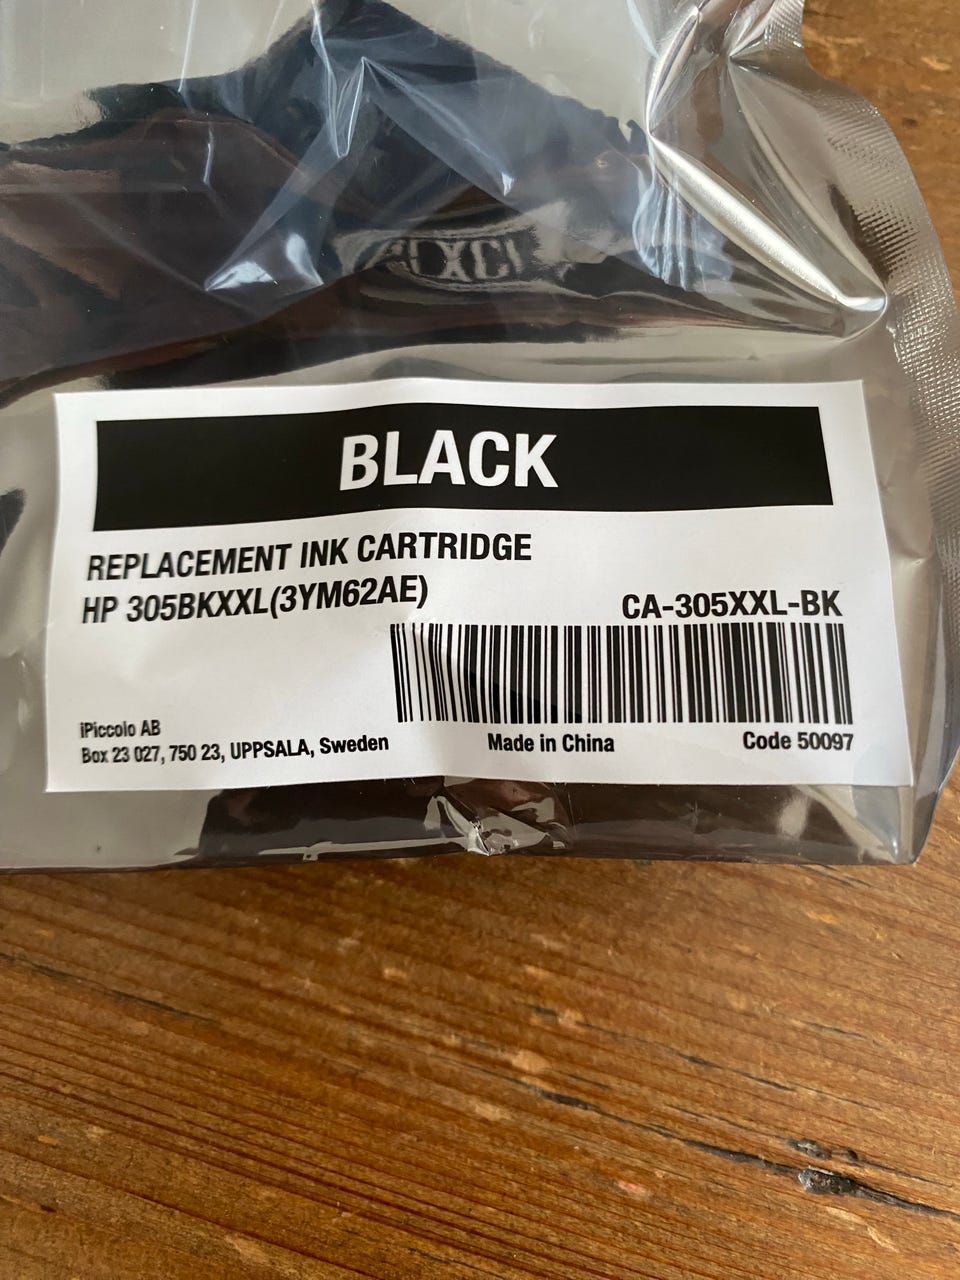 BLACK
REPLACEMENT INK CARTRIDGE
HP 305BKXXL(3YM62AE)
CA-305XXL-BK
iPiccolo AB
Box 23 027, 750 23, UPPSALA, Sweden
Made in China
Code 50097